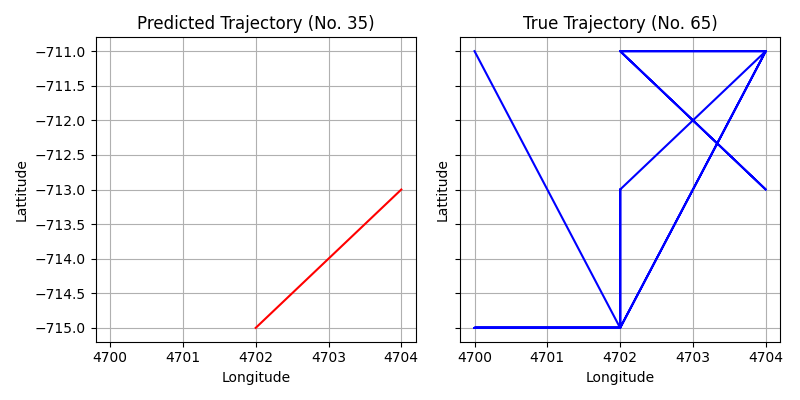 Predicted Trajectory (No. 35)
True Trajectory (No. 65)
−711.0
−711.5
−712.0
−712.5
−713.0
−713.5
−714.0
−714.5
−715.0
Lattitude
Lattitude
4700 4701 4702 4703 4704
4700 4701 4702 4703 4704
Longitude
Longitude